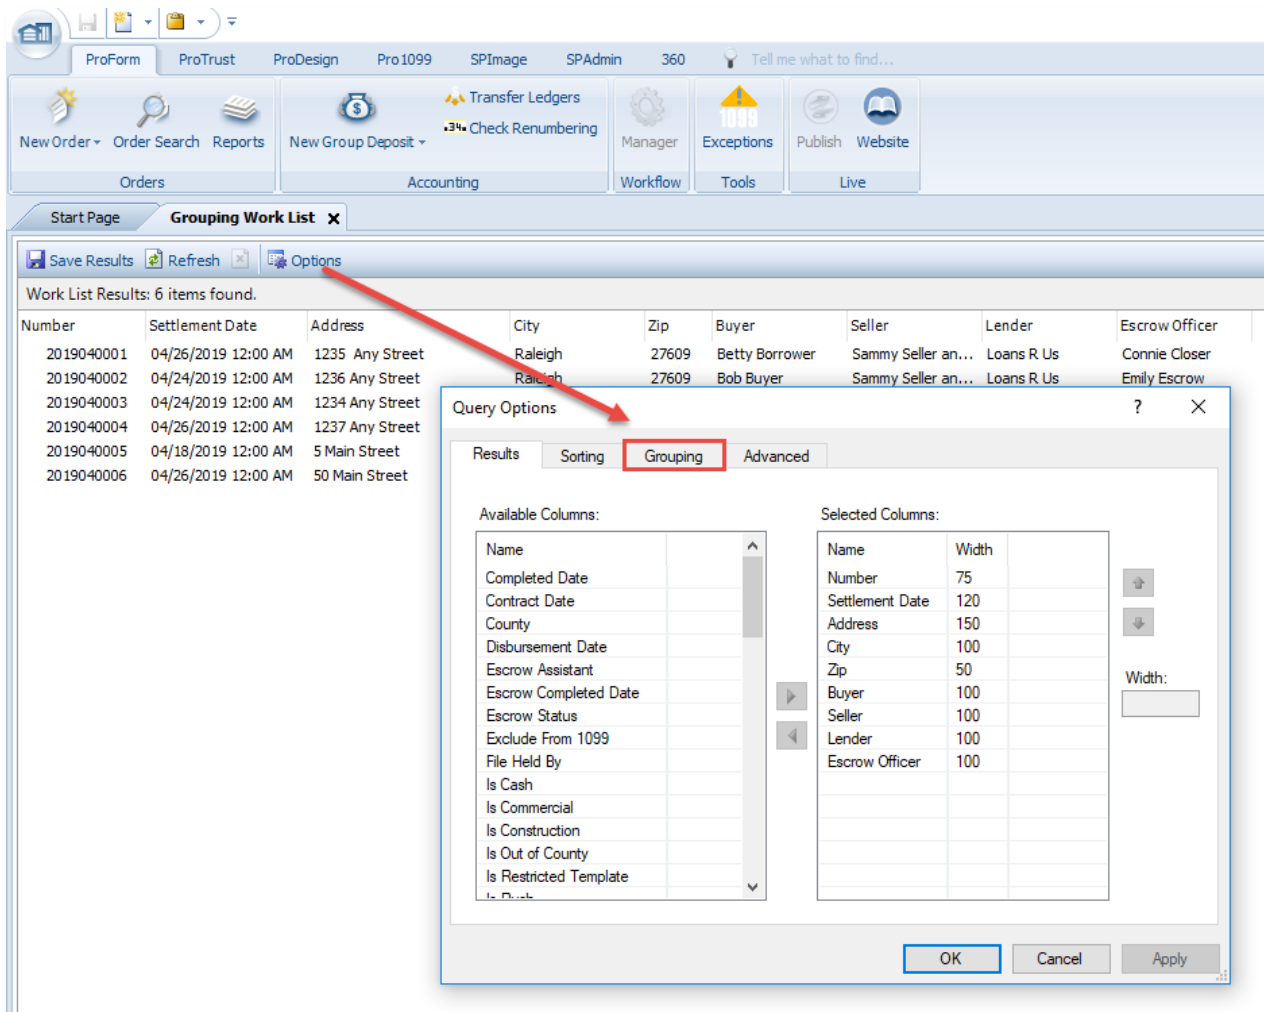 ProForm ProTrust ProDesign Pro1099 SPImage SPAdmin 360 Tell me what to find...
Transfer Ledgers
Check Renumbering
1099
New Order Order Search Reports New Group Deposit Manager Exceptions Publish Website
Orders Accounting Workflow Tools Live
Start Page Grouping Work List
Save Results Refresh Options
Work List Results: 6 items found.
Number Settlement Date Address City Zip Buyer Seller Lender Escrow Officer
2019040001 04/26/2019 12:00 AM 1235 Any Street Raleigh 27609 Betty Borrower Sammy Seller an... Loans R Us Connie Closer
2019040002 04/24/2019 12:00 AM 1236 Any Street Raleigh 27609 Bob Buyer Sammy Seller an... Loans R Us Emily Escrow
2019040003 04/24/2019 12:00 AM 1234 Any Street
2019040004 04/26/2019 12:00 AM 1237 Any Street
2019040005 04/18/2019 12:00 AM 5 Main Street
2019040006 04/26/2019 12:00 AM 50 Main Street
Query Options ?
Results Sorting Grouping Advanced
Available Columns:
Name
Completed Date
Contract Date
County
Disbursement Date
Escrow Assistant
Escrow Completed Date
Escrow Status
Exclude From 1099
File Held By
Is Cash
Is Commercial
Is Construction
Is Out of County
Is Restricted Template
Selected Columns:
Name Width
Number 75
Settlement Date 120
Address 150
City 100
Zip 50
Buyer 100
Seller 100
Lender 100
Escrow Officer 100
Width:
OK Cancel Apply